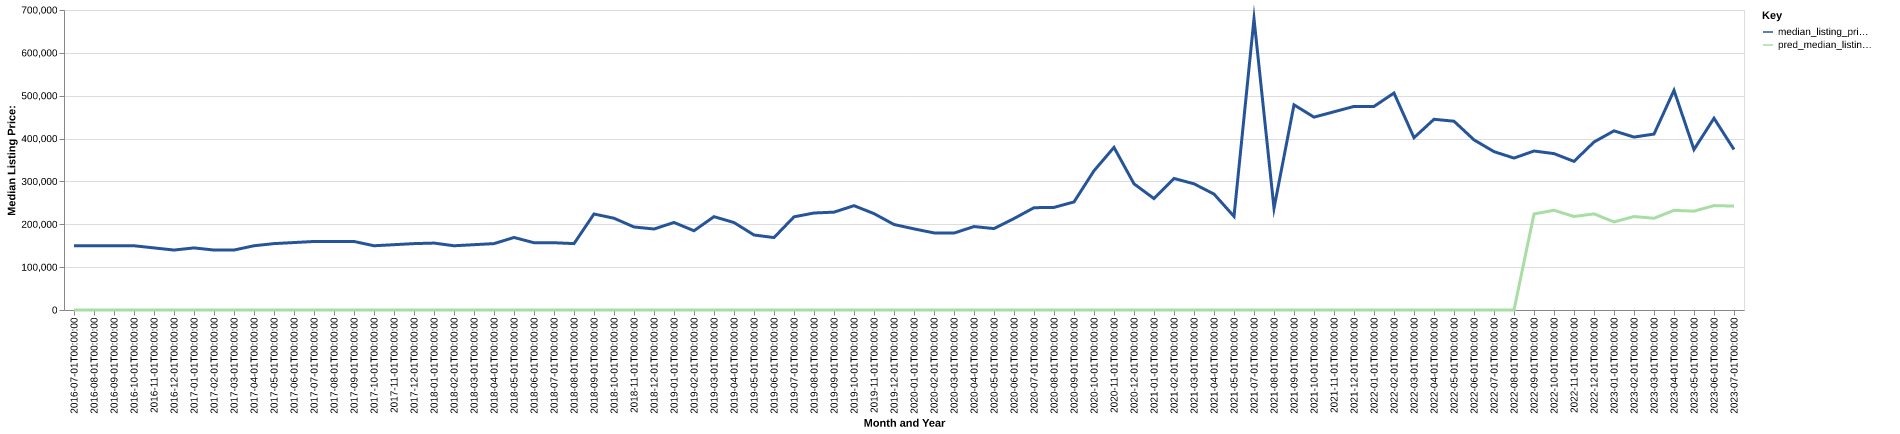 700,000
600,000
500,000
400,000
300,000
200,000
100,000
0
Median Listing Price:
2016-07-01T00:00:00
2016-08-01T00:00:00
2016-09-01T00:00:00
2016-10-01T00:00:00
2016-11-01T00:00:00
2016-12-01T00:00:00
2017-01-01T00:00:00
2017-02-01T00:00:00
2017-03-01T00:00:00
2017-04-01T00:00:00
2017-05-01T00:00:00
2017-06-01T00:00:00
2017-07-01T00:00:00
2017-08-01T00:00:00
2017-09-01T00:00:00
2017-10-01T00:00:00
2017-11-01T00:00:00
2017-12-01T00:00:00
2018-01-01T00:00:00
2018-02-01T00:00:00
2018-03-01T00:00:00
2018-04-01T00:00:00
2018-05-01T00:00:00
2018-06-01T00:00:00
2018-07-01T00:00:00
2018-08-01T00:00:00
2018-09-01T00:00:00
2018-10-01T00:00:00
2018-11-01T00:00:00
2018-12-01T00:00:00
2019-01-01T00:00:00
2019-02-01T00:00:00
2019-03-01T00:00:00
2019-04-01T00:00:00
2019-05-01T00:00:00
2019-06-01T00:00:00
2019-07-01T00:00:00
2019-08-01T00:00:00
2019-09-01T00:00:00
2019-10-01T00:00:00
2019-11-01T00:00:00
2019-12-01T00:00:00
2020-01-01T00:00:00
2020-02-01T00:00:00
2020-03-01T00:00:00
2020-04-01T00:00:00
2020-05-01T00:00:00
2020-06-01T00:00:00
2020-07-01T00:00:00
2020-08-01T00:00:00
2020-09-01T00:00:00
2020-10-01T00:00:00
2020-11-01T00:00:00
2020-12-01T00:00:00
2021-01-01T00:00:00
2021-02-01T00:00:00
2021-03-01T00:00:00
2021-04-01T00:00:00
2021-05-01T00:00:00
2021-07-01T00:00:00
2021-08-01T00:00:00
2021-09-01T00:00:00
2021-10-01T00:00:00
2021-11-01T00:00:00
2021-12-01T00:00:00
2022-01-01T00:00:00
2022-02-01T00:00:00
2022-03-01T00:00:00
2022-04-01T00:00:00
2022-05-01T00:00:00
2022-06-01T00:00:00
2022-07-01T00:00:00
2022-08-01T00:00:00
2022-09-01T00:00:00
2022-10-01T00:00:00
2022-11-01T00:00:00
2022-12-01T00:00:00
2023-01-01T00:00:00
2023-02-01T00:00:00
2023-03-01T00:00:00
2023-04-01T00:00:00
2023-05-01T00:00:00
2023-06-01T00:00:00
2023-07-01T00:00:00
Month and Year
Key
median_listing_pri…
pred_median_listin…